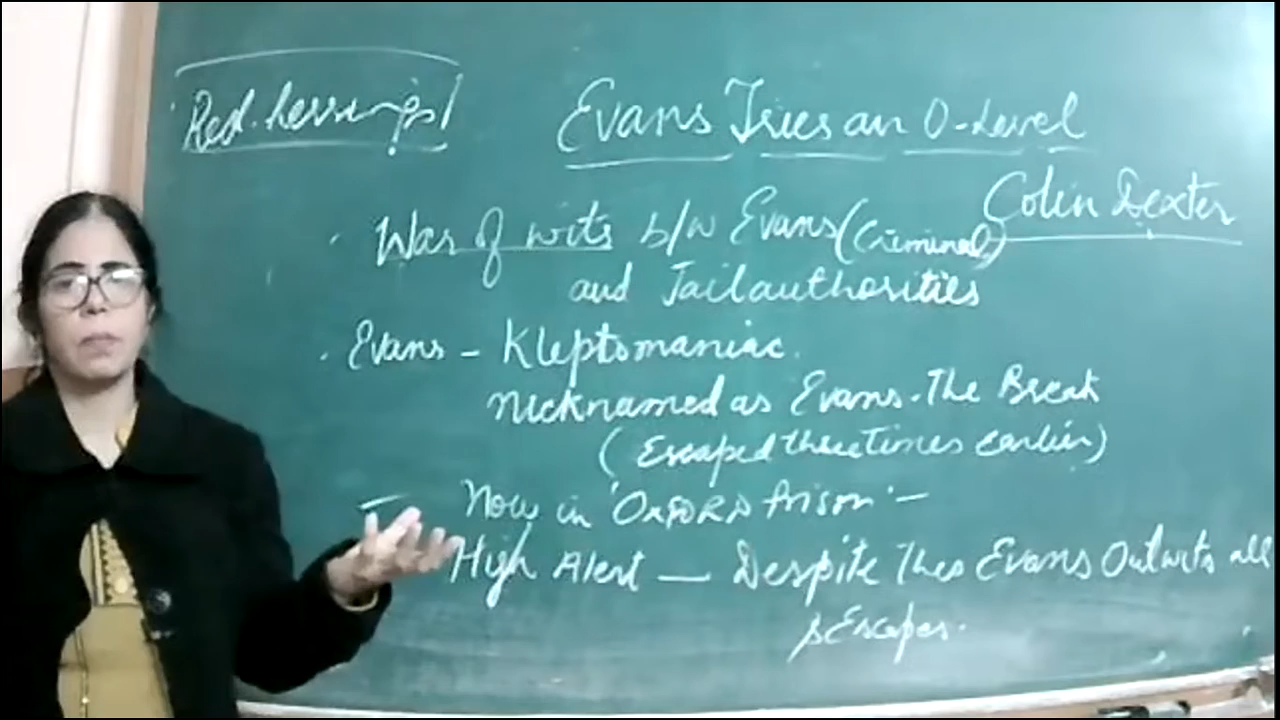 Red-herrings
Evans Tries an O-Level
Colin Dexter
War of wits b/w Evans (Criminal)
and Jail authorities
Evans - Kleptomaniac.
Nicknamed as Evans-The Break
(Escaped three Times earlier)
- Now in 'OXFORD Prison' -
High Alert - Despite This Evans Outwits all
& Escapes.